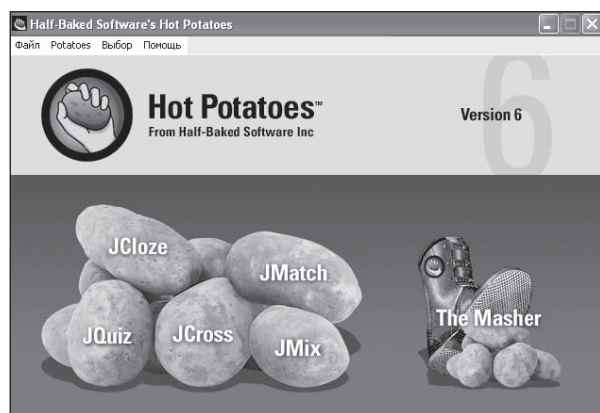 Half-Baked Software's Hot Potatoes
Файл Potatoes Выбор Помощь
Hot Potatoes™
From Half-Baked Software Inc
Version 6
6
JCloze
JMatch
JQuiz
JCross
JMix
The Masher